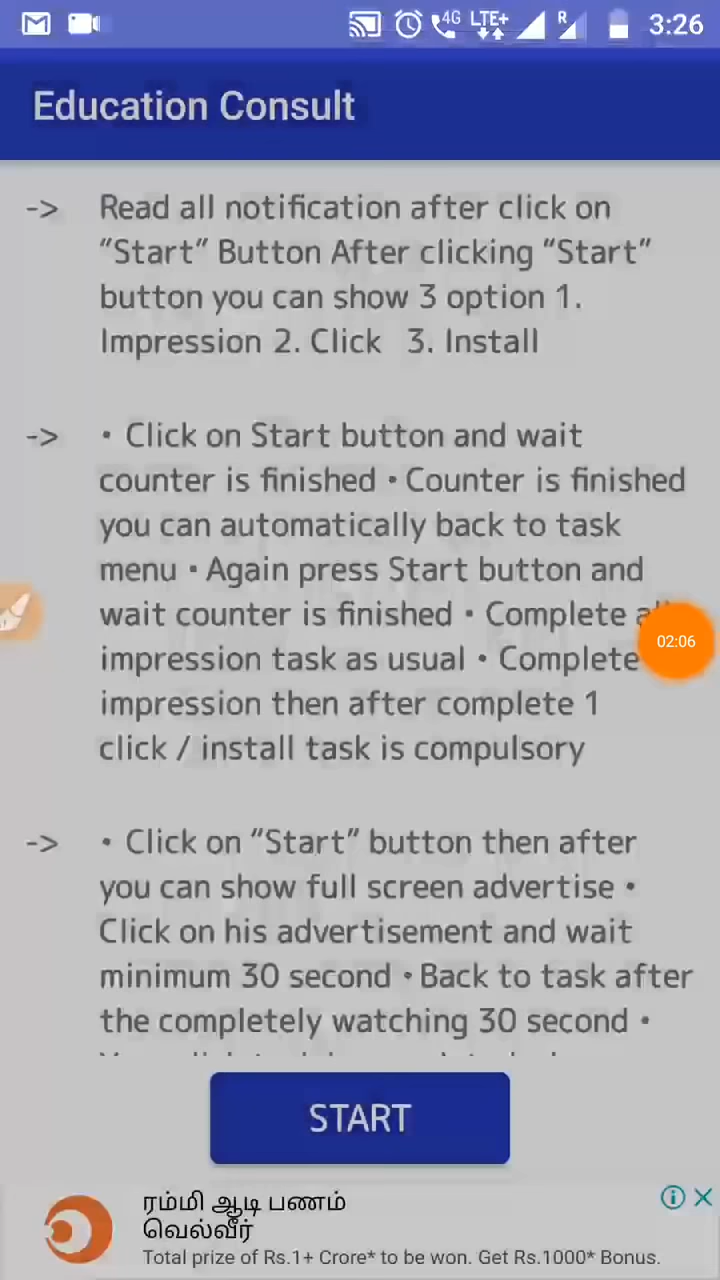 4G LTE+ R 3:26
Education Consult
-> Read all notification after click on
“Start” Button After clicking “Start”
button you can show 3 option 1.
Impression 2. Click 3. Install
-> • Click on Start button and wait
counter is finished • Counter is finished
you can automatically back to task
menu • Again press Start button and
wait counter is finished • Complete
02:06
impression task as usual • Complete
impression then after complete 1
click / install task is compulsory
-> • Click on “Start” button then after
you can show full screen advertise •
Click on his advertisement and wait
minimum 30 second • Back to task after
the completely watching 30 second •
START
ரம்மி ஆடி பணம்
வெல்வீர்
Total prize of Rs.1+ Crore* to be won. Get Rs.1000* Bonus.